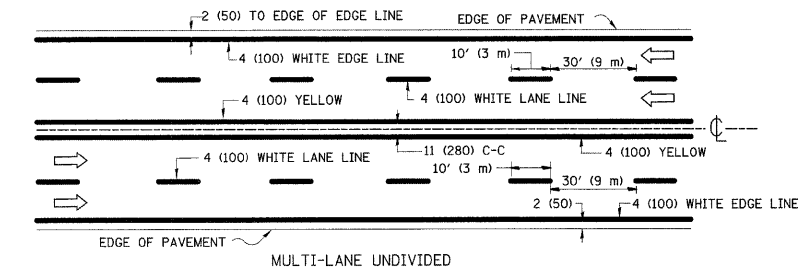 2 (50) TO EDGE OF EDGE LINE
EDGE OF PAVEMENT
4 (100) WHITE EDGE LINE
10' (3 m)
30' (9 m)
4 (100) YELLOW
4 (100) WHITE LANE LINE
4 (100) WHITE LANE LINE
11 (280) C-C
4 (100) YELLOW
10' (3 m)
30' (9 m)
2 (50)
4 (100) WHITE EDGE LINE
EDGE OF PAVEMENT
MULTI-LANE UNDIVIDED